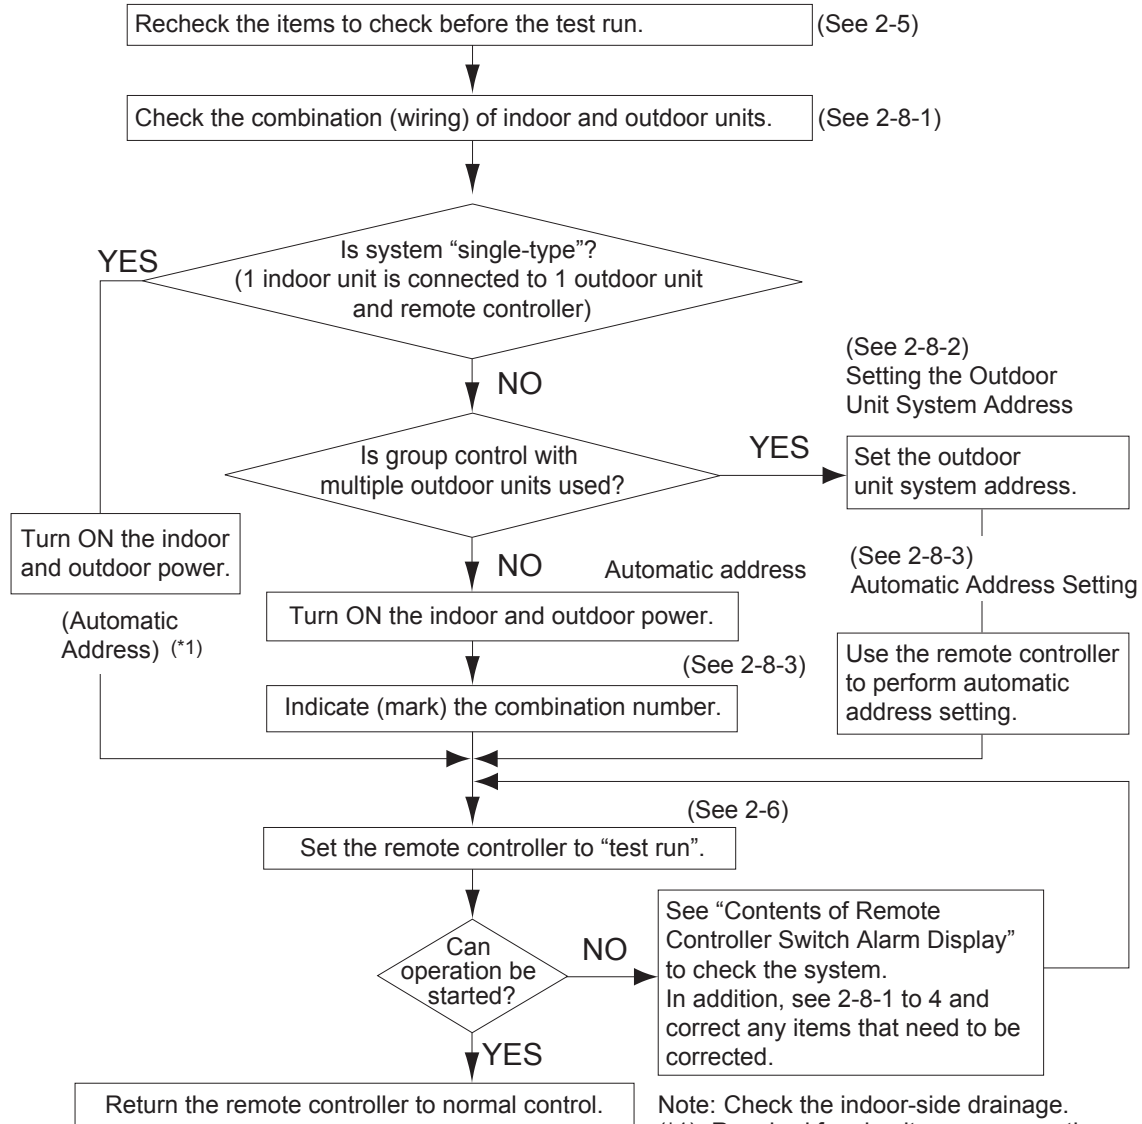 Recheck the items to check before the test run.
(See 2-5)
Check the combination (wiring) of indoor and outdoor units.
(See 2-8-1)
Is system “single-type”?
(1 indoor unit is connected to 1 outdoor unit
and remote controller)
YES
NO
(See 2-8-2)
Setting the Outdoor
Unit System Address
Is group control with
multiple outdoor units used?
YES
Set the outdoor
unit system address.
Turn ON the indoor
and outdoor power.
NO
Automatic address
(See 2-8-3)
Automatic Address Setting
Turn ON the indoor and outdoor power.
(Automatic
Address) (*1)
(See 2-8-3)
Use the remote controller
to perform automatic
address setting.
Indicate (mark) the combination number.
(See 2-6)
Set the remote controller to “test run”.
Can
operation be
started?
NO
See “Contents of Remote
Controller Switch Alarm Display”
to check the system.
In addition, see 2-8-1 to 4 and
correct any items that need to be
corrected.
YES
Return the remote controller to normal control.
Note: Check the indoor-side drainage.